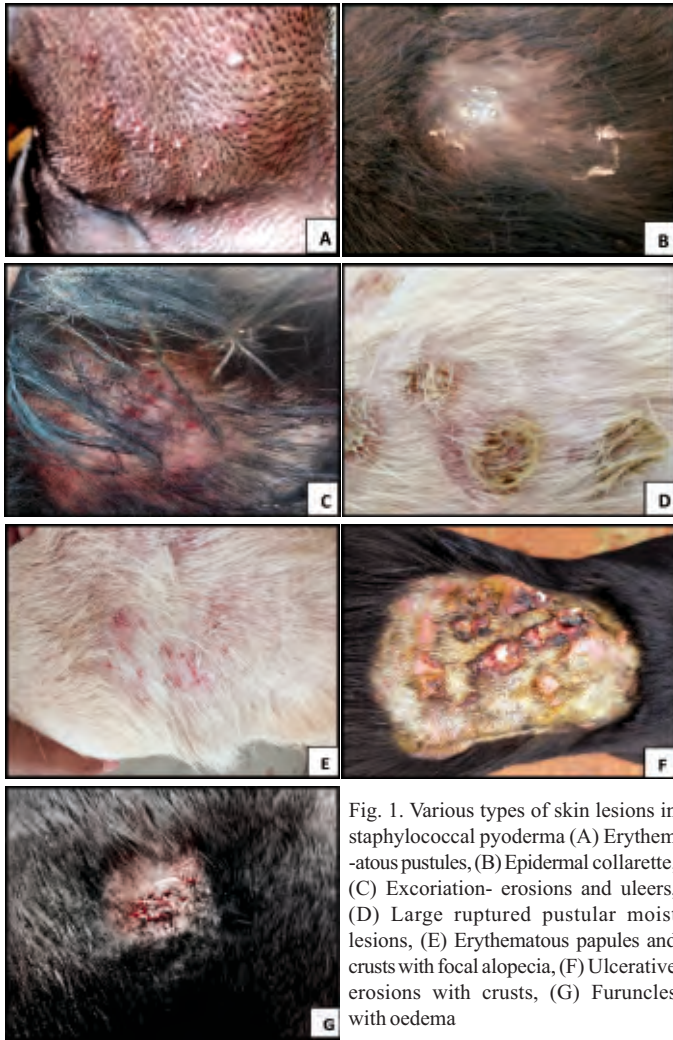 A
B
C
D
E
F
G
Fig. 1. Various types of skin lesions in
staphylococcal pyoderma (A) Erythem
-atous pustules, (B) Epidermal collarette,
(C) Excoriation- erosions and uleers,
(D) Large ruptured pustular moist
lesions, (E) Erythematous papules and
crusts with focal alopecia, (F) Ulcerative
erosions with crusts, (G) Furuncles
with oedema